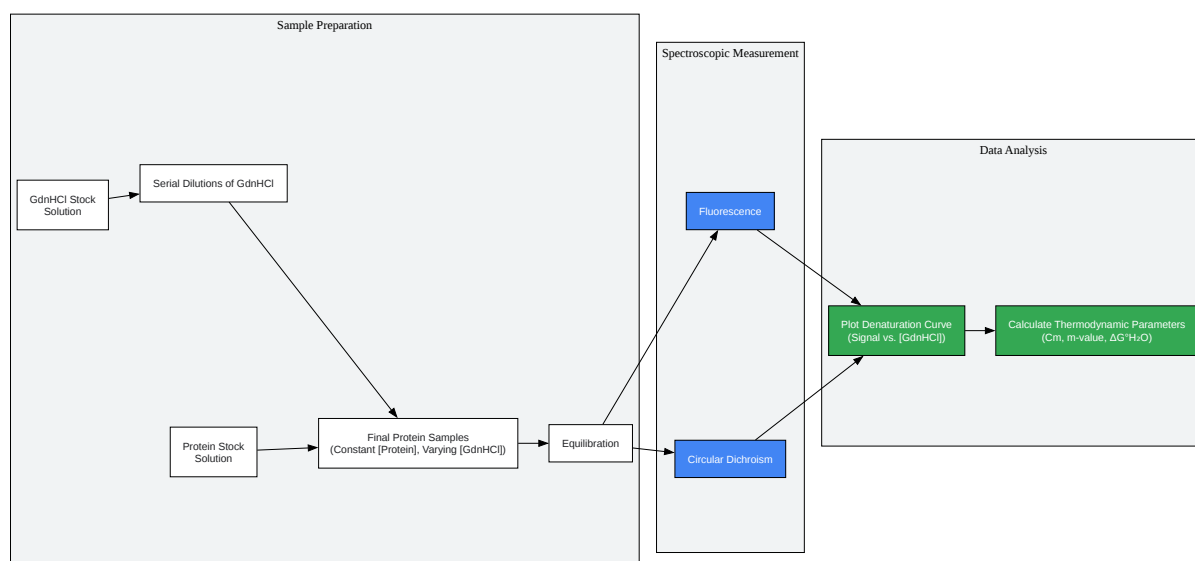 Sample Preparation
GdnHCl Stock
Solution
Serial Dilutions of GdnHCl
Protein Stock
Solution
Final Protein Samples
(Constant [Protein], Varying [GdnHCl])
Equilibration
Spectroscopic Measurement
Fluorescence
Circular Dichroism
Data Analysis
Plot Denaturation Curve
(Signal vs. [GdnHCl])
Calculate Thermodynamic Parameters
(Cm, m-value, ΔG°H₂O)